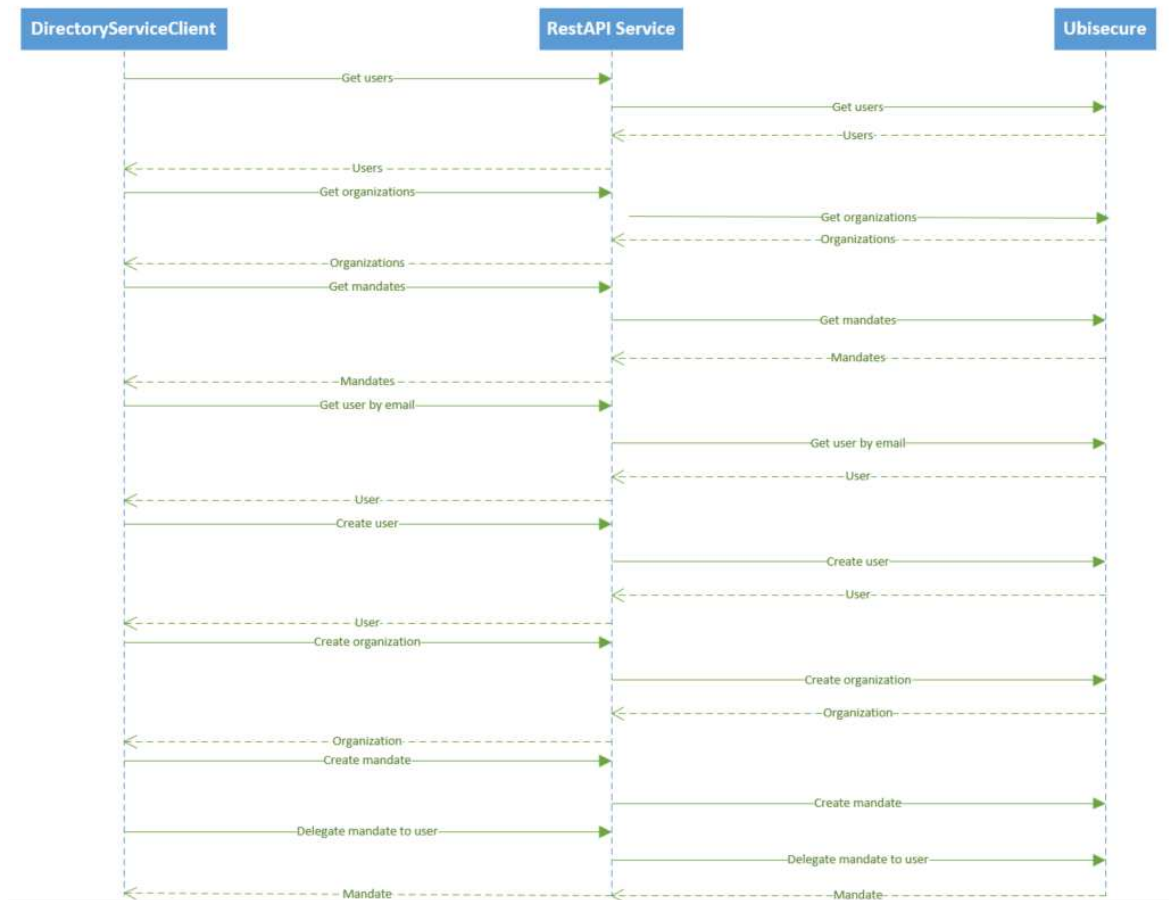 DirectoryServiceClient
RestAPI Service
Ubisecure
Get users
Get users
Users
Users
Get organizations
Get organizations
Organizations
Organizations
Get mandates
Get mandates
Mandates
Mandates
Get user by email
Get user by email
User
User
Create user
Create user
User
User
Create organization
Create organization
Organization
Organization
Create mandate
Create mandate
Delegate mandate to user
Delegate mandate to user
Mandate
Mandate